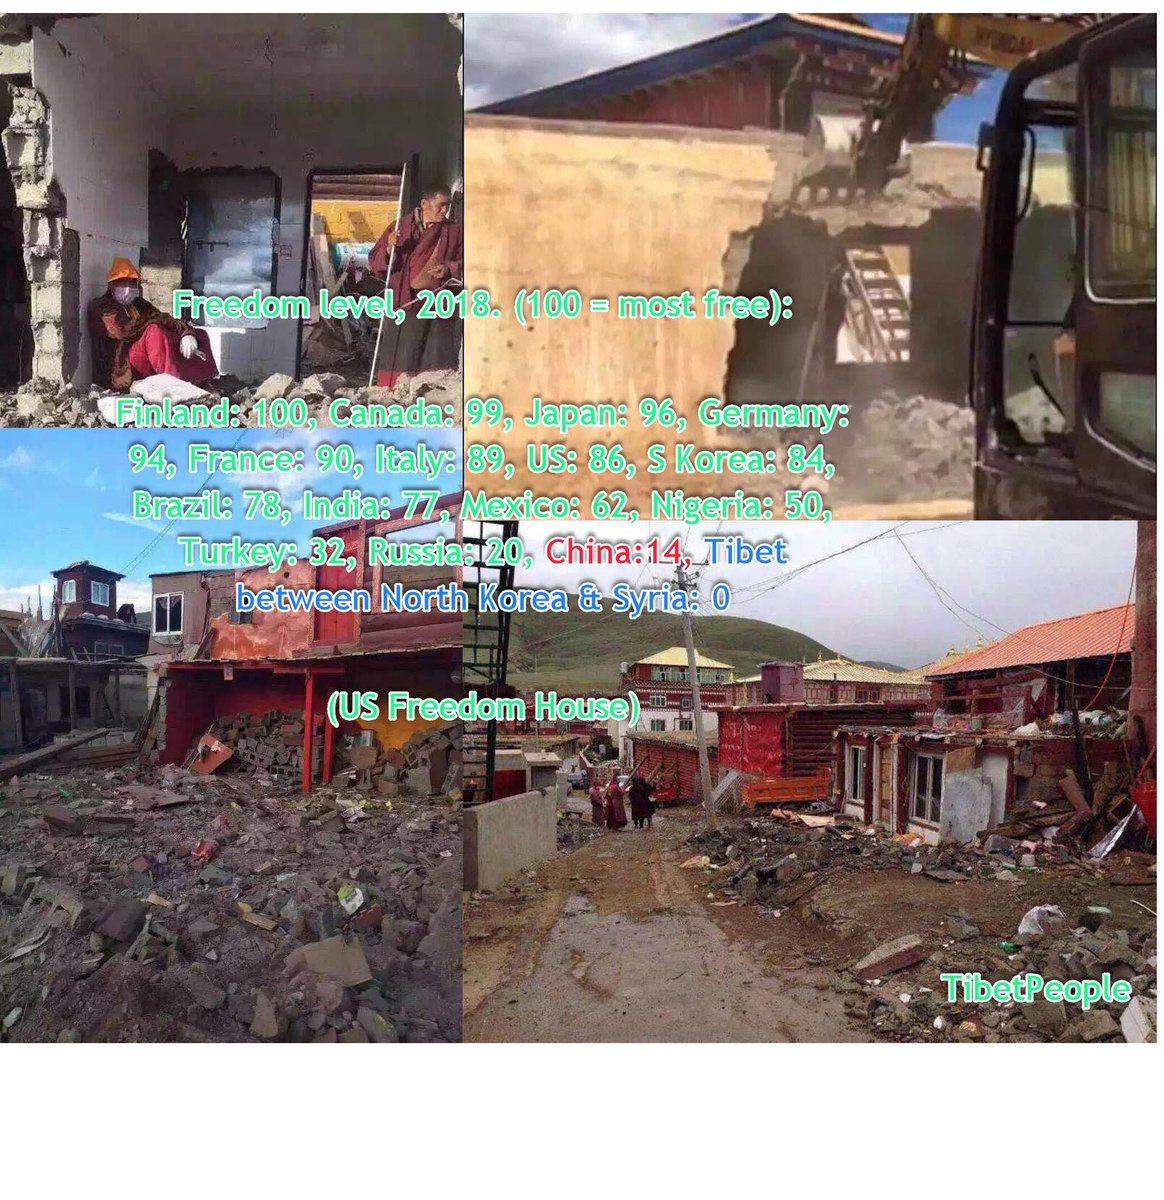 HYUNDAI
Freedom level, 2018. (100 = most free):
Finland: 100, Canada: 99, Japan: 96, Germany:
94, France: 90, Italy: 89, US: 86, S Korea: 84,
Brazil: 78, India: 77, Mexico: 62, Nigeria: 50,
Turkey: 32, Russia: 20, China:14, Tibet
between North Korea & Syria: 0
(US Freedom House)
TibetPeople